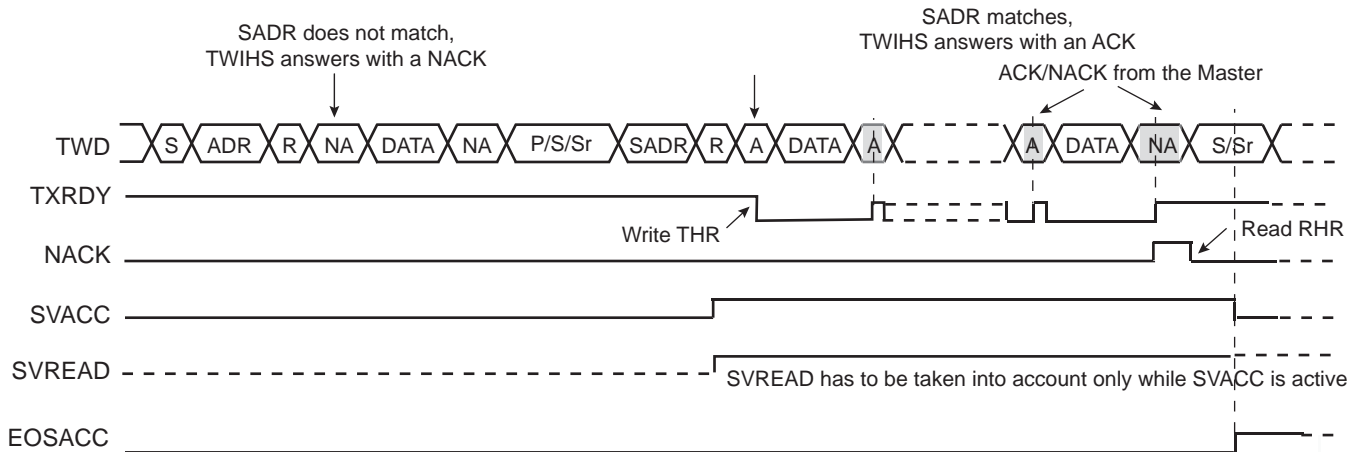 SADR does not match,
TWIHS answers with a NACK
SADR matches,
TWIHS answers with an ACK
ACK/NACK from the Master
TWD S ADR R NA DATA NA P/S/Sr SADR R A DATA A A DATA NA S/Sr
TXRDY
Write THR
Read RHR
NACK
SVACC
SVREAD
SVREAD has to be taken into account only while SVACC is active
EOSACC